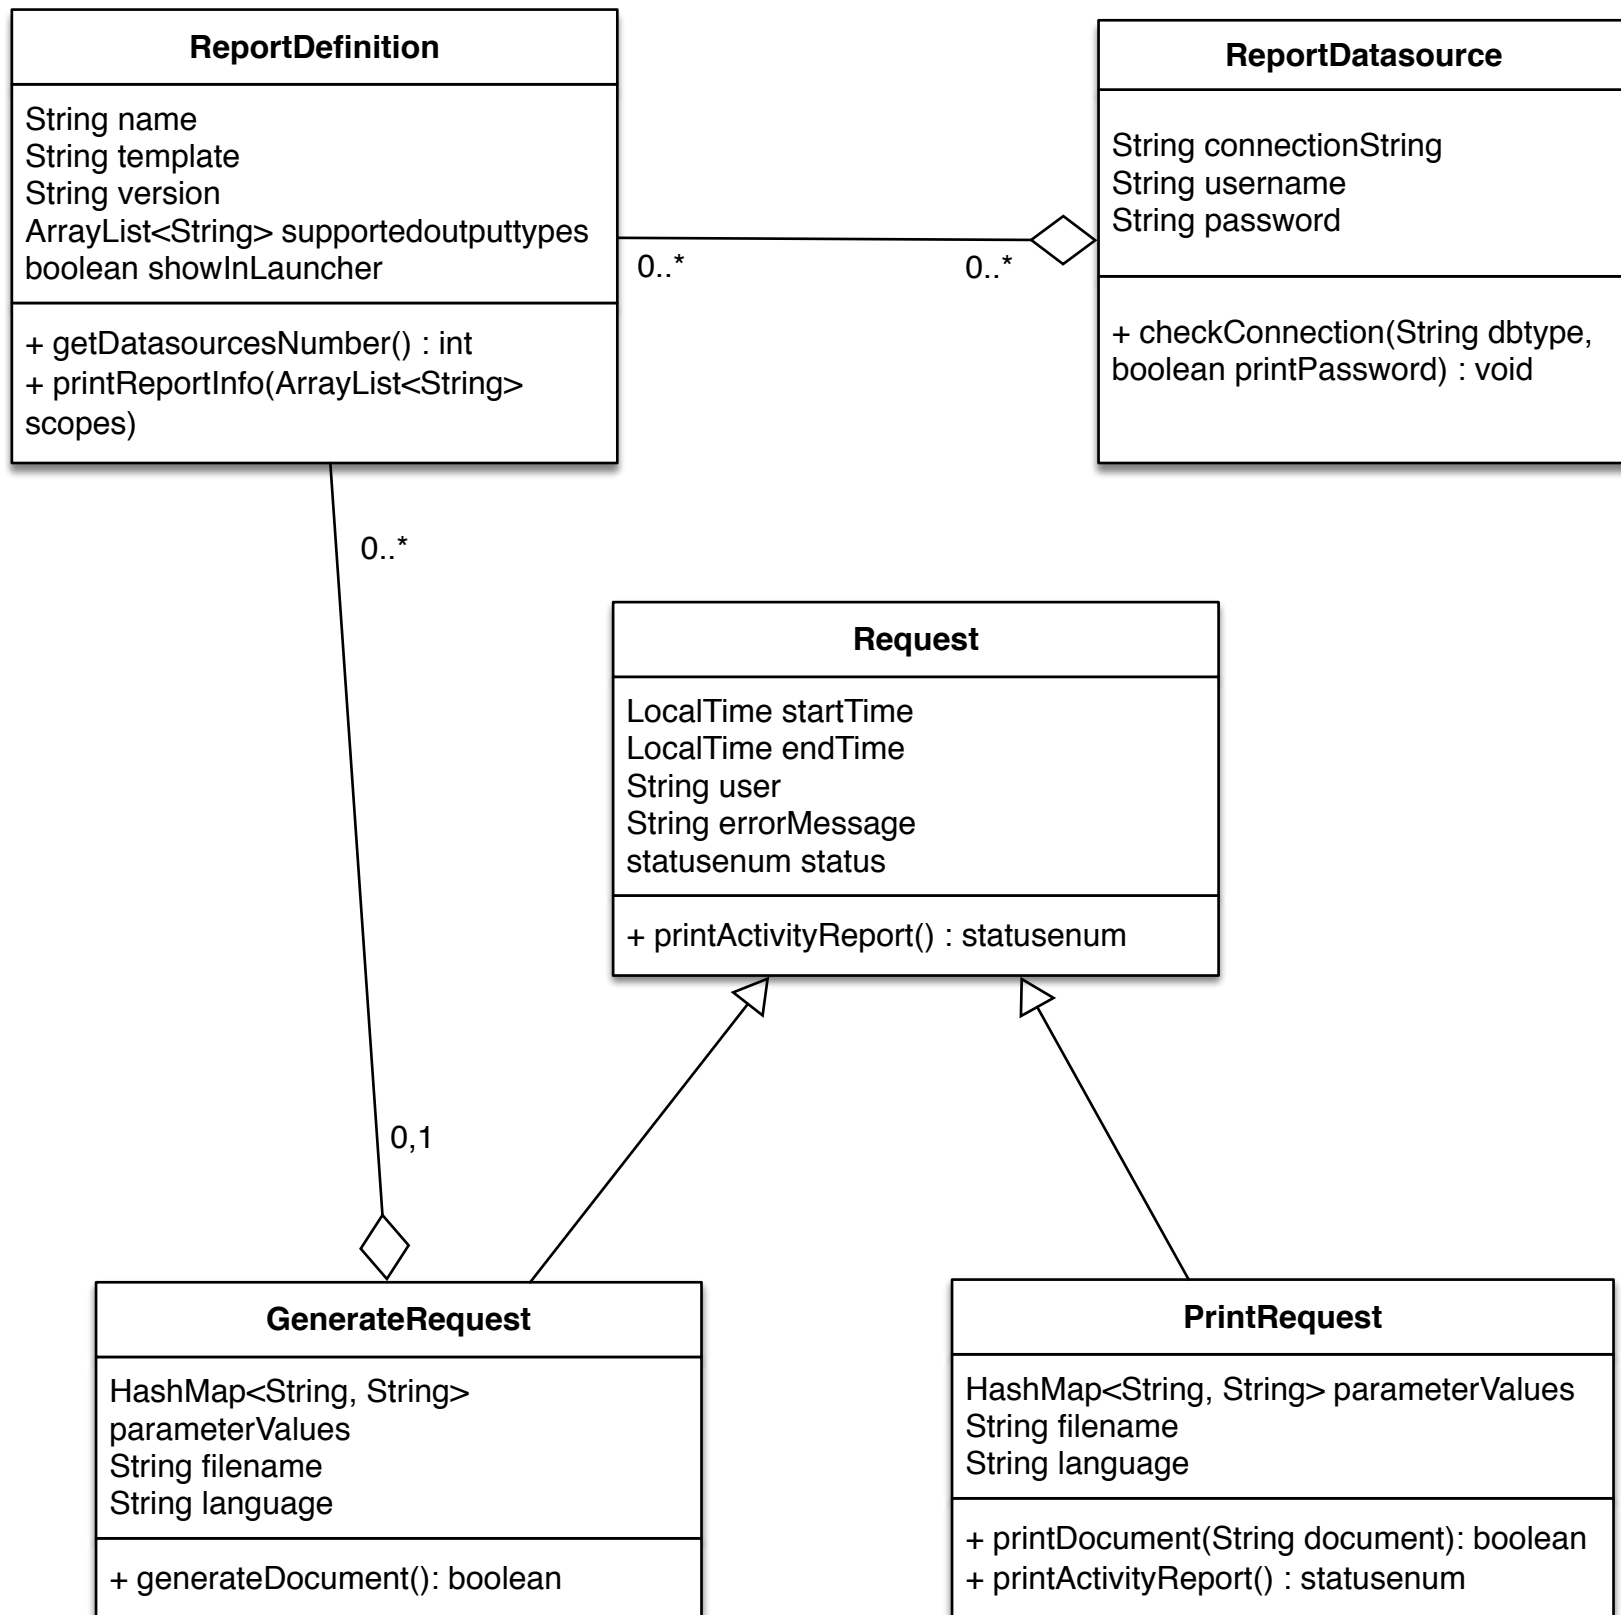 ReportDefinition
String name
String template
String version
ArrayList<String> supportedoutputtypes
boolean showInLauncher
+ getDatasourcesNumber() : int
+ printReportInfo(ArrayList<String>
scopes)
ReportDatasource
String connectionString
String username
String password
+ checkConnection(String dbtype,
boolean printPassword) : void
0..*
0..*
0..*
Request
LocalTime startTime
LocalTime endTime
String user
String errorMessage
statusenum status
+ printActivityReport() : statusenum
0,1
GenerateRequest
HashMap<String, String>
parameterValues
String filename
String language
+ generateDocument(): boolean
PrintRequest
HashMap<String, String> parameterValues
String filename
String language
+ printDocument(String document): boolean
+ printActivityReport() : statusenum